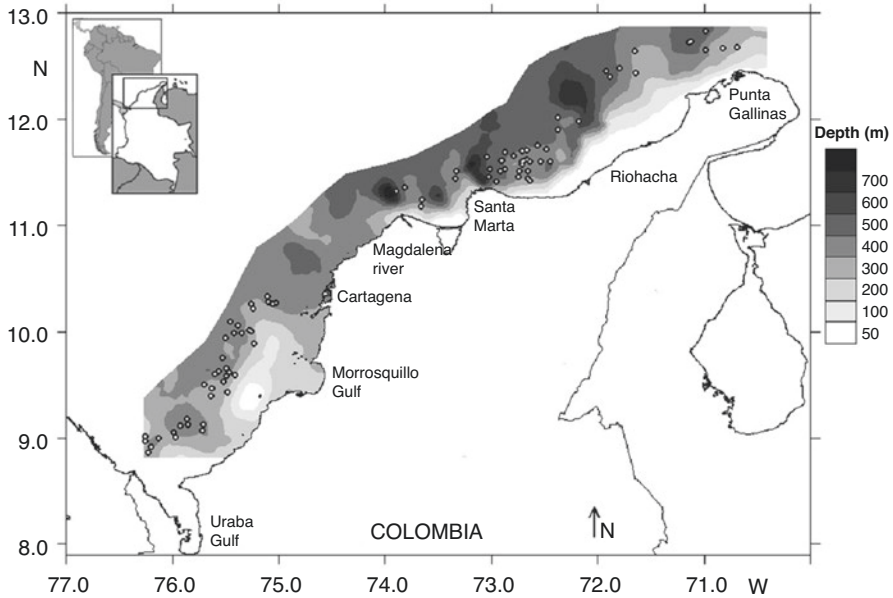 13.0
N
12.0
11.0
10.0
9.0
8.0
77.0
76.0
75.0
74.0
73.0
72.0
71.0
W
Punta
Gallinas
Riohacha
Santa
Marta
Magdalena
river
Cartagena
Morrosquillo
Gulf
Uraba
Gulf
COLOMBIA
N
Depth (m)
700
600
500
400
300
200
100
50